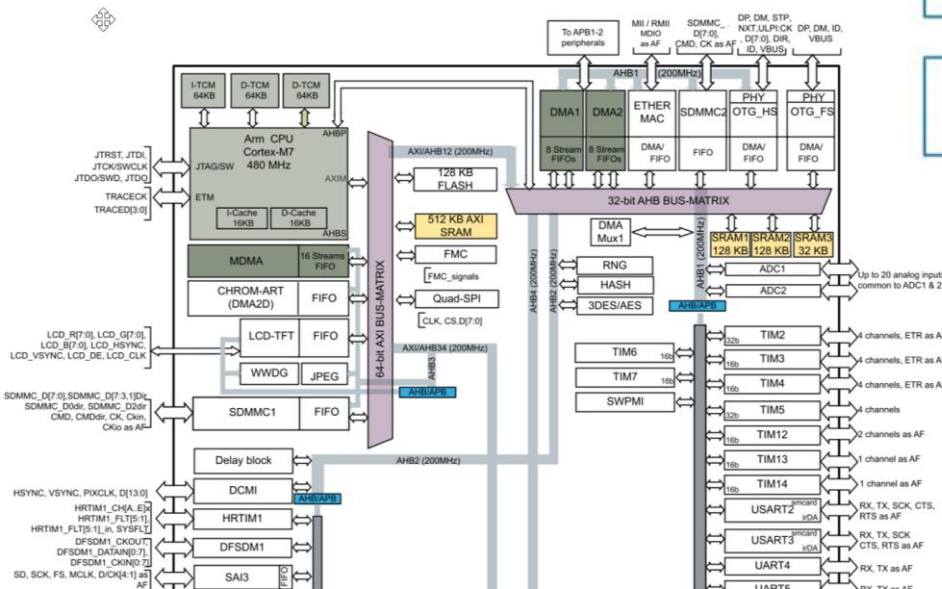 To APB1-2
peripherals
MII / RMII
MDIO
as AF
SDMMC_
D[7:0],
CMD, CK as AF
DP, DM, STP,
NXT,ULPI:CK
, D[7:0], DIR,
ID, VBUS
DP, DM, ID,
VBUS
AHB1 (200MHz)
I-TCM
64KB
D-TCM
64KB
D-TCM
64KB
DMA1
8 Stream
FIFOs
DMA2
8 Stream
FIFOs
ETHER
MAC
DMA/
FIFO
SDMMC2
FIFO
PHY
OTG_HS
DMA/
FIFO
PHY
OTG_FS
DMA/
FIFO
AHBP
Arm CPU
Cortex-M7
480 MHz
JTRST, JTDI,
JTCK/SWCLK
JTDO/SWD, JTDO
JTAG/SW
AXIM
TRACECK
TRACED[3:0]
ETM
I-Cache
16KB
D-Cache
16KB
AHBS
AXI/AHB12 (200MHz)
128 KB
FLASH
512 KB AXI
SRAM
FMC
FMC_signals
Quad-SPI
CLK, CS,D[7:0]
64-bit AXI BUS-MATRIX
32-bit AHB BUS-MATRIX
MDMA
16 Streams
FIFO
CHROM-ART
(DMA2D)
FIFO
LCD_R[7:0], LCD_G[7:0],
LCD_B[7:0], LCD_HSYNC,
LCD_VSYNC, LCD_DE, LCD_CLK
LCD-TFT
FIFO
WWDG
JPEG
AXI/AHB34 (200MHz)
AHB3
AHB/APB
SDMMC_D[7:0],SDMMC_D[7:3,1]Dir
SDMMC_D0dir, SDMMC_D2dir
CMD, CMDdir, CK, Ckin,
CKio as AF
SDMMC1
FIFO
Delay block
AHB2 (200MHz)
HSYNC, VSYNC, PIXCLK, D[13:0]
DCMI
AHB/APB
HRTIM1_CH[A..E]x
HRTIM1_FLT[5:1],
HRTIM1_FLT[5:1]_in, SYSFLT
HRTIM1
DFSDM1_CKOUT,
DFSDM1_DATAIN[0:7],
DFSDM1_CKIN[0:7]
DFSDM1
SD, SCK, FS, MCLK, D/CK[4:1] as
AF
SAI3
FIFO
AHB4 (200MHz)
AHB2 (200MHz)
AHB1 (200MHz)
DMA
Mux1
RNG
HASH
3DES/AES
SRAM1
128 KB
SRAM2
128 KB
SRAM3
32 KB
ADC1
ADC2
Up to 20 analog inputs
common to ADC1 & 2
AHB/APB
TIM6
16b
TIM7
16b
SWPMI
TIM2
32b
4 channels, ETR as A
TIM3
16b
4 channels, ETR as A
TIM4
16b
4 channels, ETR as A
TIM5
32b
4 channels
TIM12
16b
2 channels as AF
TIM13
16b
1 channel as AF
TIM14
16b
1 channel as AF
USART2
smcard
irDA
RX, TX, SCK, CTS,
RTS as AF
USART3
smcard
irDA
RX, TX, SCK
CTS, RTS as AF
UART4
RX, TX as AF
UART5
RX, TX as AF